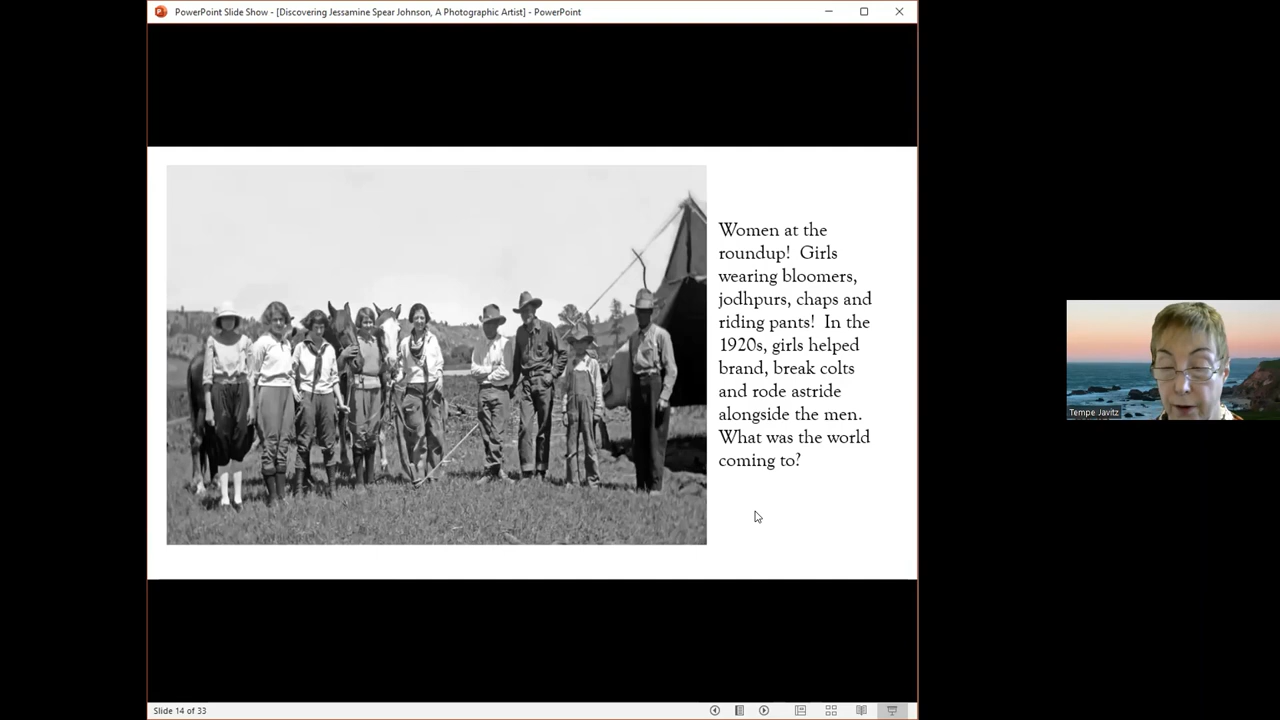 PowerPoint Slide Show - [Discovering Jessamine Spear Johnson, A Photographic Artist] - PowerPoint
Women at the
roundup!  Girls
wearing bloomers,
jodhpurs, chaps and
riding pants!  In the
1920s, girls helped
brand, break colts
and rode astride
alongside the men.
What was the world
coming to?
Tempe Javitz
Slide 14 of 33